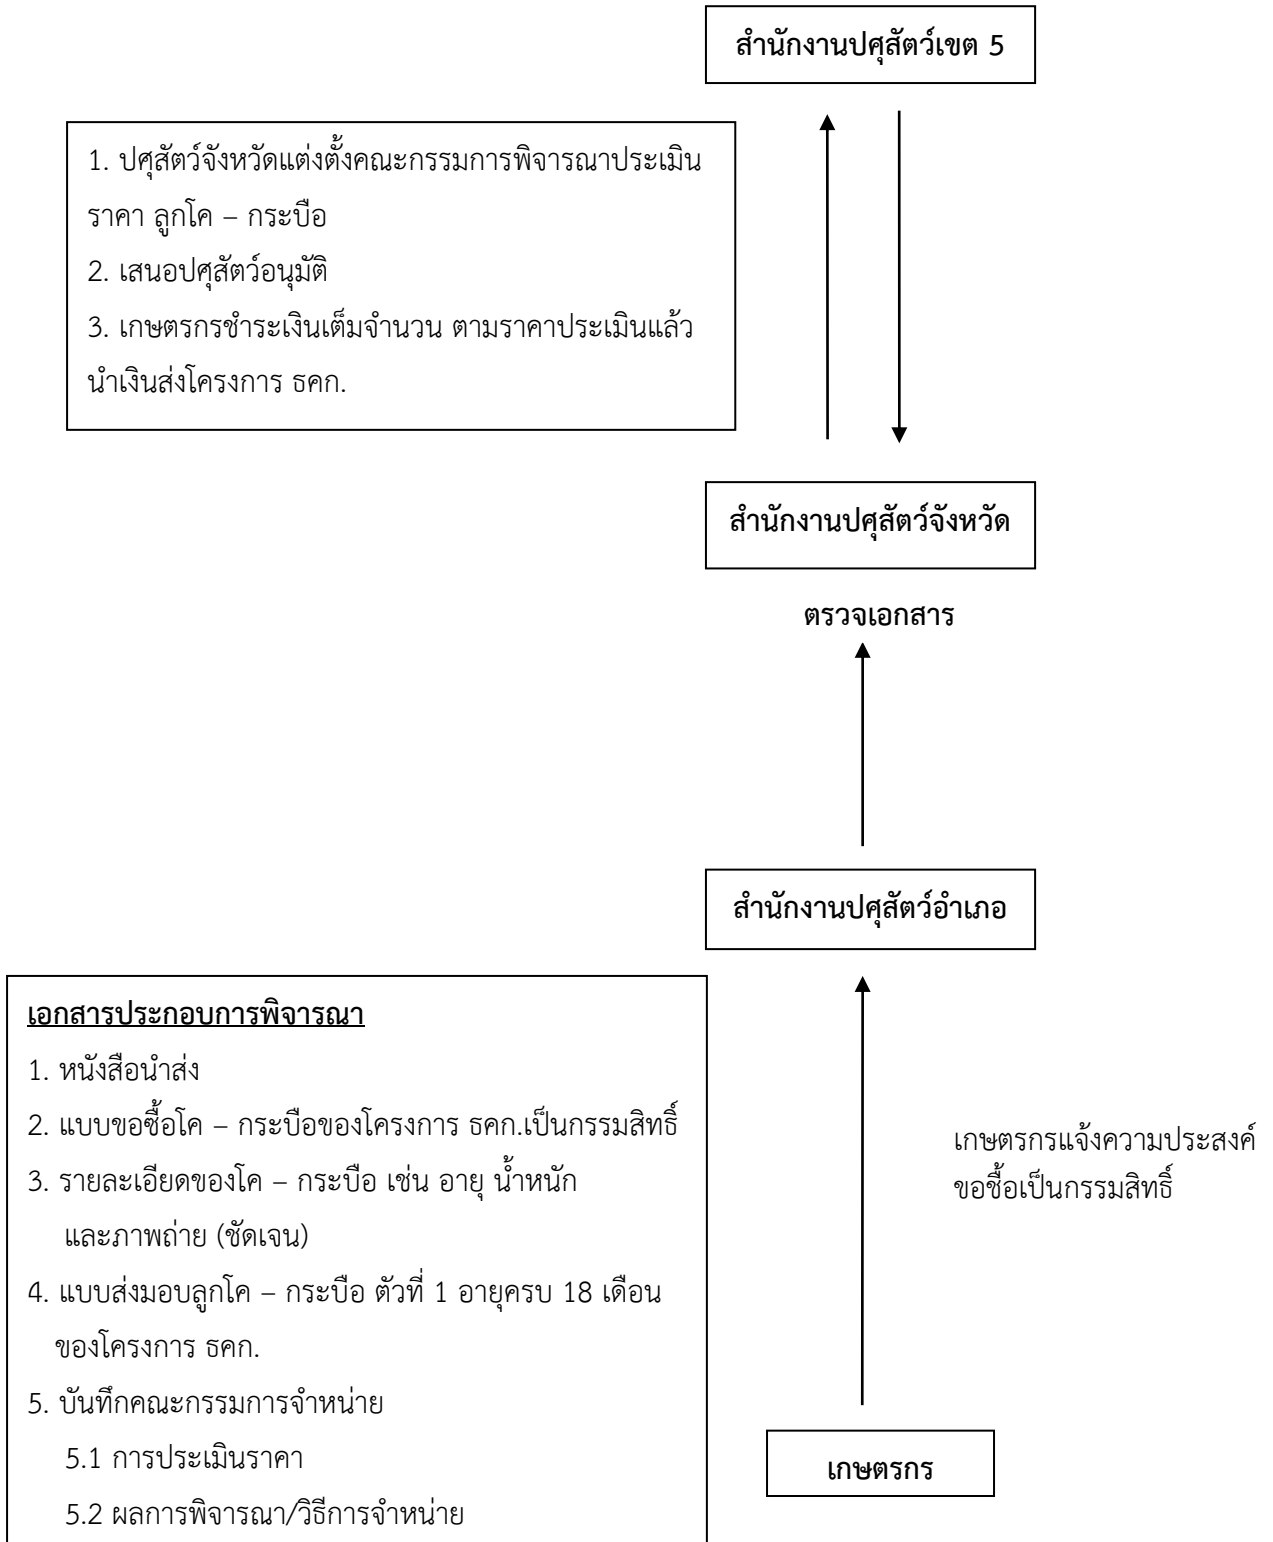 สำนักงานปศุสัตว์เขต 5
1. ปศุสัตว์จังหวัดแต่งตั้งคณะกรรมการพิจารณาประเมิน
ราคา ลูกโค – กระบือ
2. เสนอปศุสัตว์อนุมัติ
3. เกษตรกรชำระเงินเต็มจำนวน ตามราคาประเมินแล้ว
นำเงินส่งโครงการ ธคก.
สำนักงานปศุสัตว์จังหวัด
ตรวจเอกสาร
สำนักงานปศุสัตว์อำเภอ
เอกสารประกอบการพิจารณา
1. หนังสือนำส่ง
2. แบบขอซื้อโค – กระบือของโครงการ ธคก.เป็นกรรมสิทธิ์
3. รายละเอียดของโค – กระบือ เช่น อายุ น้ำหนัก
และภาพถ่าย (ชัดเจน)
4. แบบส่งมอบลูกโค – กระบือ ตัวที่ 1 อายุครบ 18 เดือน
ของโครงการ ธคก.
5. บันทึกคณะกรรมการจำหน่าย
5.1 การประเมินราคา
5.2 ผลการพิจารณา/วิธีการจำหน่าย
เกษตรกรแจ้งความประสงค์
ขอซื้อเป็นกรรมสิทธิ์
เกษตรกร